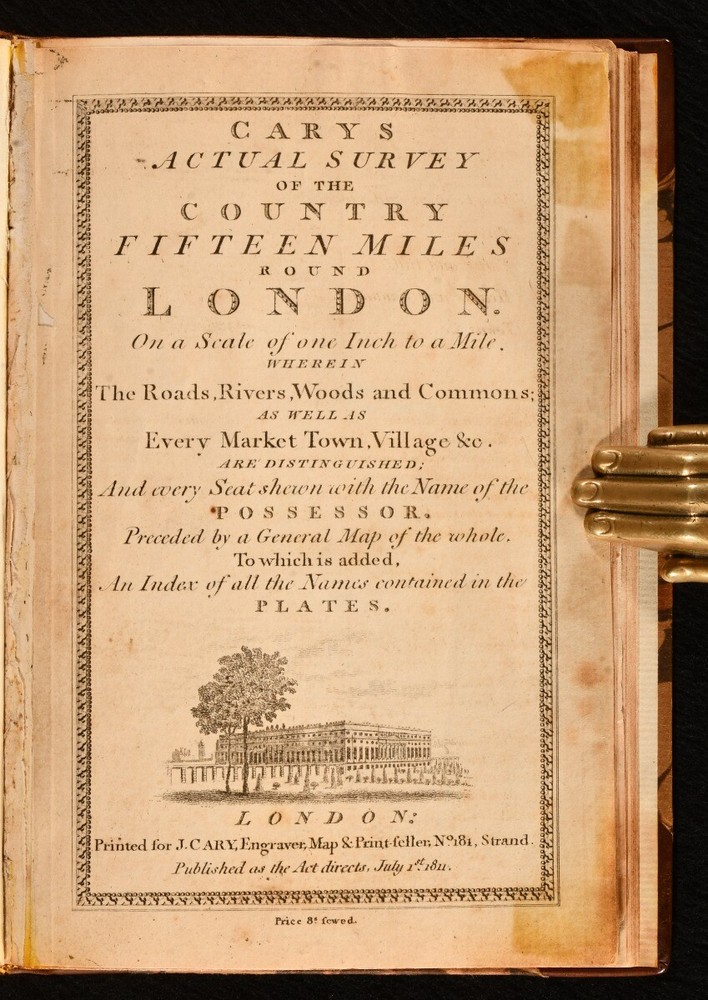 CARYS
ACTUAL SURVEY
OF THE
COUNTRY
FIFTEEN MILES
ROUND
LONDON.
On a Scale of one Inch to a Mile.
WHEREIN
The Roads, Rivers, Woods and Commons;
AS WELL AS
Every Market Town, Village &c.
ARE DISTINGUISHED;
And every Seat shewn with the Name of the
POSSESSOR.
Preceded by a General Map of the whole.
To which is added,
An Index of all the Names contained in the
PLATES.
LONDON:
Printed for J. CARY, Engraver, Map & Print-seller, No. 181, Strand.
Published as the Act directs, July 1st. 1811.
Price 8s sewed.